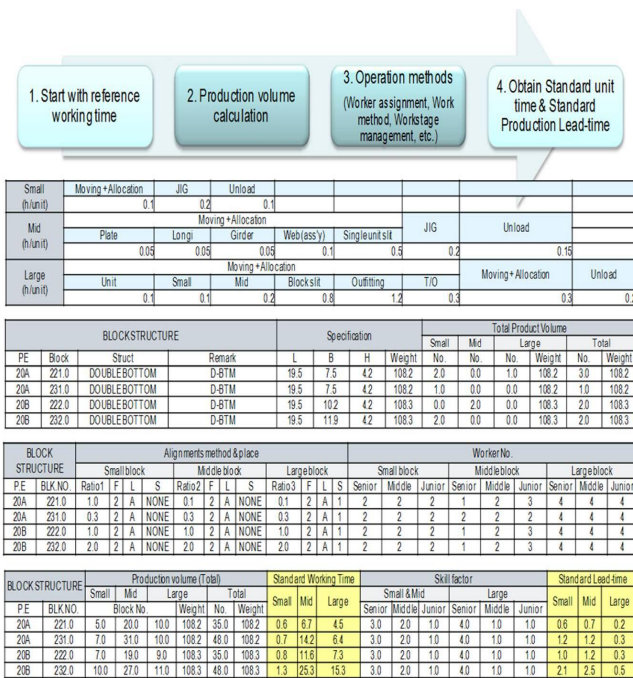 1. Start with reference working time
2. Production volume calculation
3. Operation methods
(Worker assignment, Work method, Workstage management, etc.)
4. Obtain Standard unit time & Standard Production Lead-time
Small (h/unit) Moving + Allocation JIG Unload
0.1 0.2 0.1
Mid (h/unit) Moving + Allocation JIG Unload
Plate Longi Girder Web(ass'y) Single unit slit
0.05 0.05 0.05 0.1 0.5 0.2 0.15
Large (h/unit) Moving + Allocation Moving + Allocation Unload
Unit Small Mid Block slit Outfitting T/O
0.1 0.1 0.2 0.8 1.2 0.3 0.3
BLOCK STRUCTURE Specification Total Product Volume
Small Mid Large Total
PE Block Struct Remark L B H Weight No. No. No. Weight No. Weight
20A 221.0 DOUBLE BOTTOM D-BTM 19.5 7.5 4.2 108.2 2.0 0.0 1.0 108.2 3.0 108.2
20A 231.0 DOUBLE BOTTOM D-BTM 19.5 7.5 4.2 108.2 1.0 0.0 0.0 108.2 1.0 108.2
20B 222.0 DOUBLE BOTTOM D-BTM 19.5 10.2 4.2 108.3 0.0 2.0 0.0 108.3 2.0 108.3
20B 232.0 DOUBLE BOTTOM D-BTM 19.5 11.9 4.2 108.3 2.0 0.0 0.0 108.3 2.0 108.3
BLOCK STRUCTURE Alignments method & place Worker No.
Small block Middle block Large block Small block Middle block Large block
P.E BLK.NO. Ratio1 F L S Ratio2 F L S Ratio3 F L S Senior Middle Junior Senior Middle Junior Senior Middle Junior
20A 221.0 1.0 2 A NONE 0.1 2 A NONE 0.1 2 A 1 2 2 2 1 2 3 4 4 4
20A 231.0 0.3 2 A NONE 0.3 2 A NONE 0.3 2 A 1 2 2 2 2 2 2 4 4 4
20B 222.0 1.0 2 A NONE 1.0 2 A NONE 1.0 2 A 1 2 2 2 1 2 3 4 4 4
20B 232.0 2.0 2 A NONE 2.0 2 A NONE 2.0 2 A 1 2 2 2 1 2 3 4 4 4
BLOCK STRUCTURE Production volume (Total) Standard Working Time Skill factor Standard Lead-time
Small Mid Large Total Small Mid Large Small & Mid Large Small Mid Large
P.E BLK.NO. Block No. Weight No. Weight Senior Middle Junior Senior Middle Junior
20A 221.0 5.0 20.0 10.0 108.2 35.0 108.2 0.6 6.7 4.5 3.0 2.0 1.0 4.0 1.0 1.0 0.6 0.7 0.2
20A 231.0 7.0 31.0 10.0 108.2 48.0 108.2 0.7 14.2 6.4 3.0 2.0 1.0 4.0 1.0 1.0 1.2 1.2 0.3
20B 222.0 7.0 19.0 9.0 108.3 35.0 108.3 0.8 11.6 7.3 3.0 2.0 1.0 4.0 1.0 1.0 1.0 1.2 0.3
20B 232.0 10.0 27.0 11.0 108.3 48.0 108.3 1.3 25.3 15.3 3.0 2.0 1.0 4.0 1.0 1.0 2.1 2.5 0.5